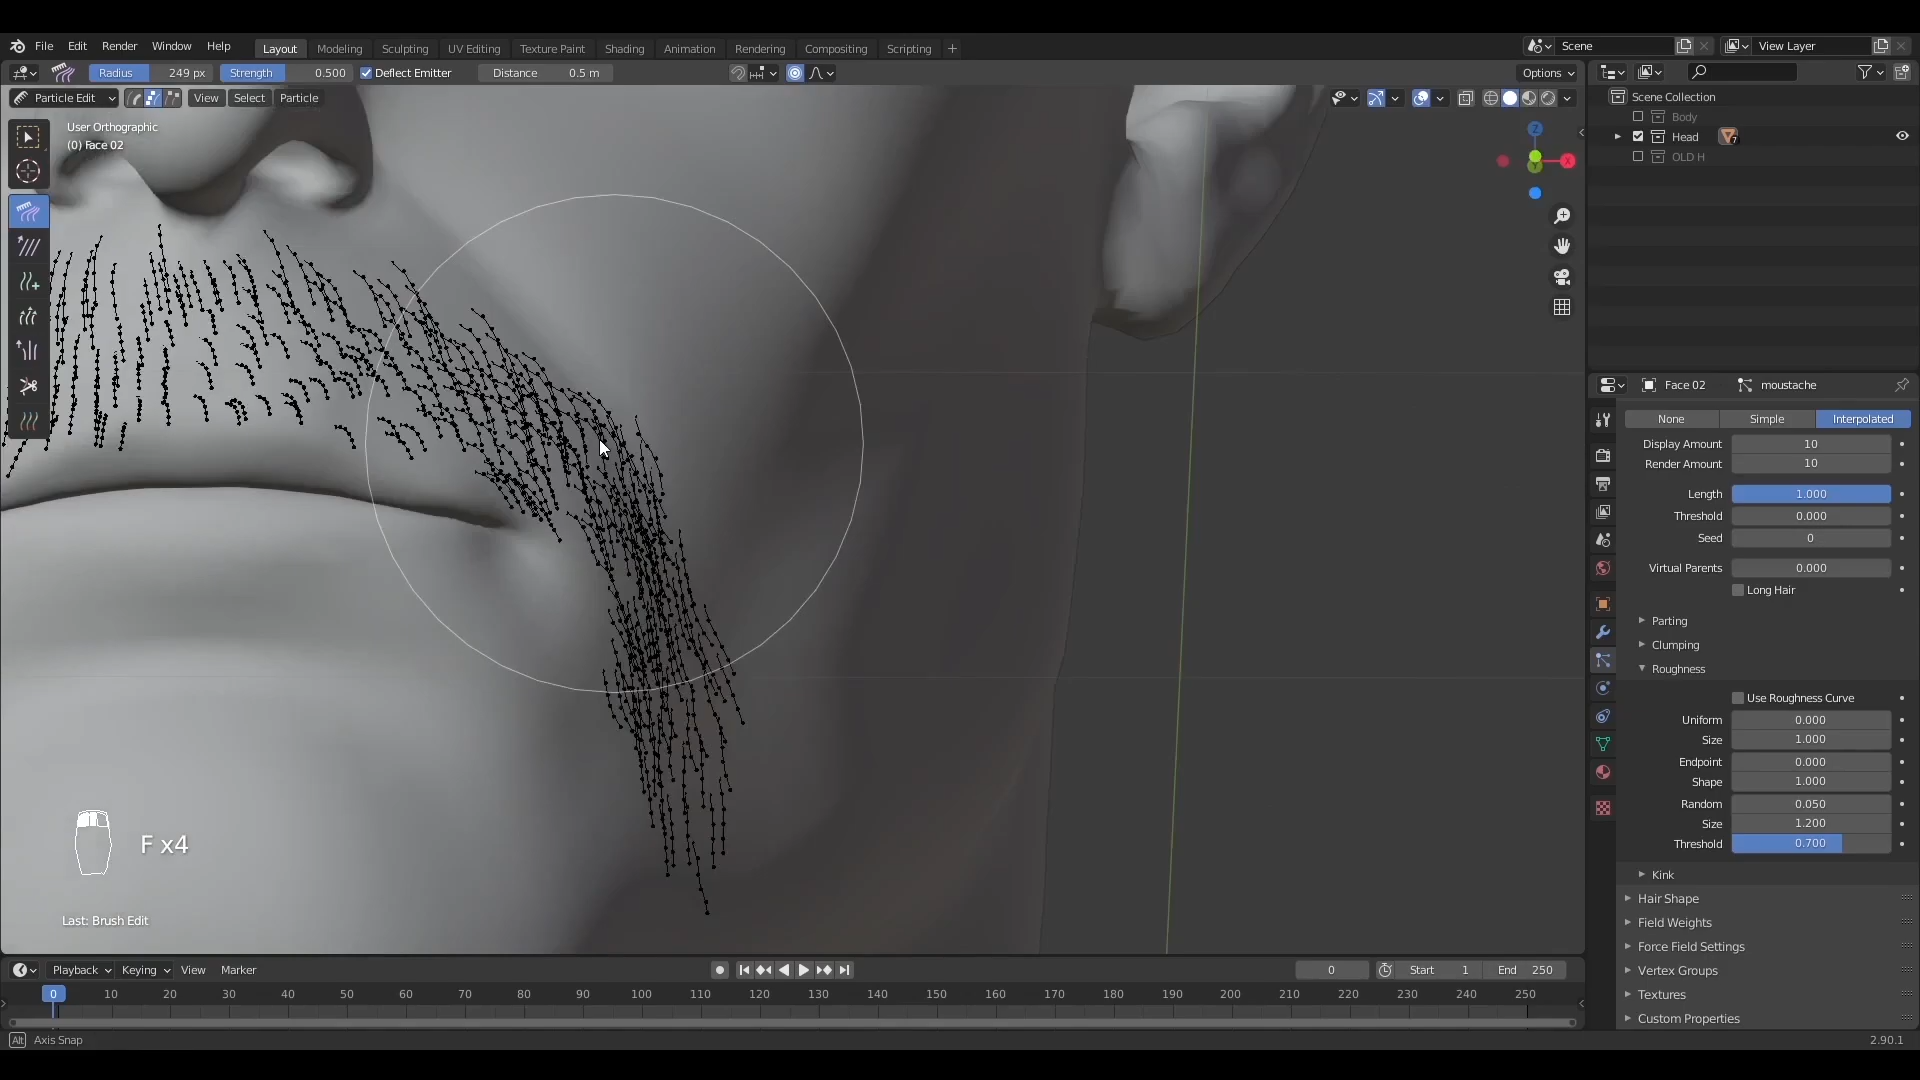 File Edit Render Window Help Layout Modeling Sculpting UV Editing Texture Paint Shading Animation Rendering Compositing Scripting + Scene View Layer
Radius 249 px Strength 0.500 Deflect Emitter Distance 0.5 m Options
Particle Edit View Select Particle
User Orthographic
(0) Face 02
Z
X
Y
Scene Collection
Body
Head 7
OLD H
Face 02 moustache
None Simple Interpolated
Display Amount 10
Render Amount 10
Length 1.000
Threshold 0.000
Seed 0
Virtual Parents 0.000
Long Hair
Parting
Clumping
Roughness
Use Roughness Curve
Uniform 0.000
Size 1.000
Endpoint 0.000
Shape 1.000
Random 0.050
Size 1.200
Threshold 0.700
Kink
Hair Shape
Field Weights
Force Field Settings
Vertex Groups
Textures
Custom Properties
F x4
Last: Brush Edit
Playback Keying View Marker 0 Start 1 End 250
0 10 20 30 40 50 60 70 80 90 100 110 120 130 140 150 160 170 180 190 200 210 220 230 240 250
Alt Axis Snap 2.90.1